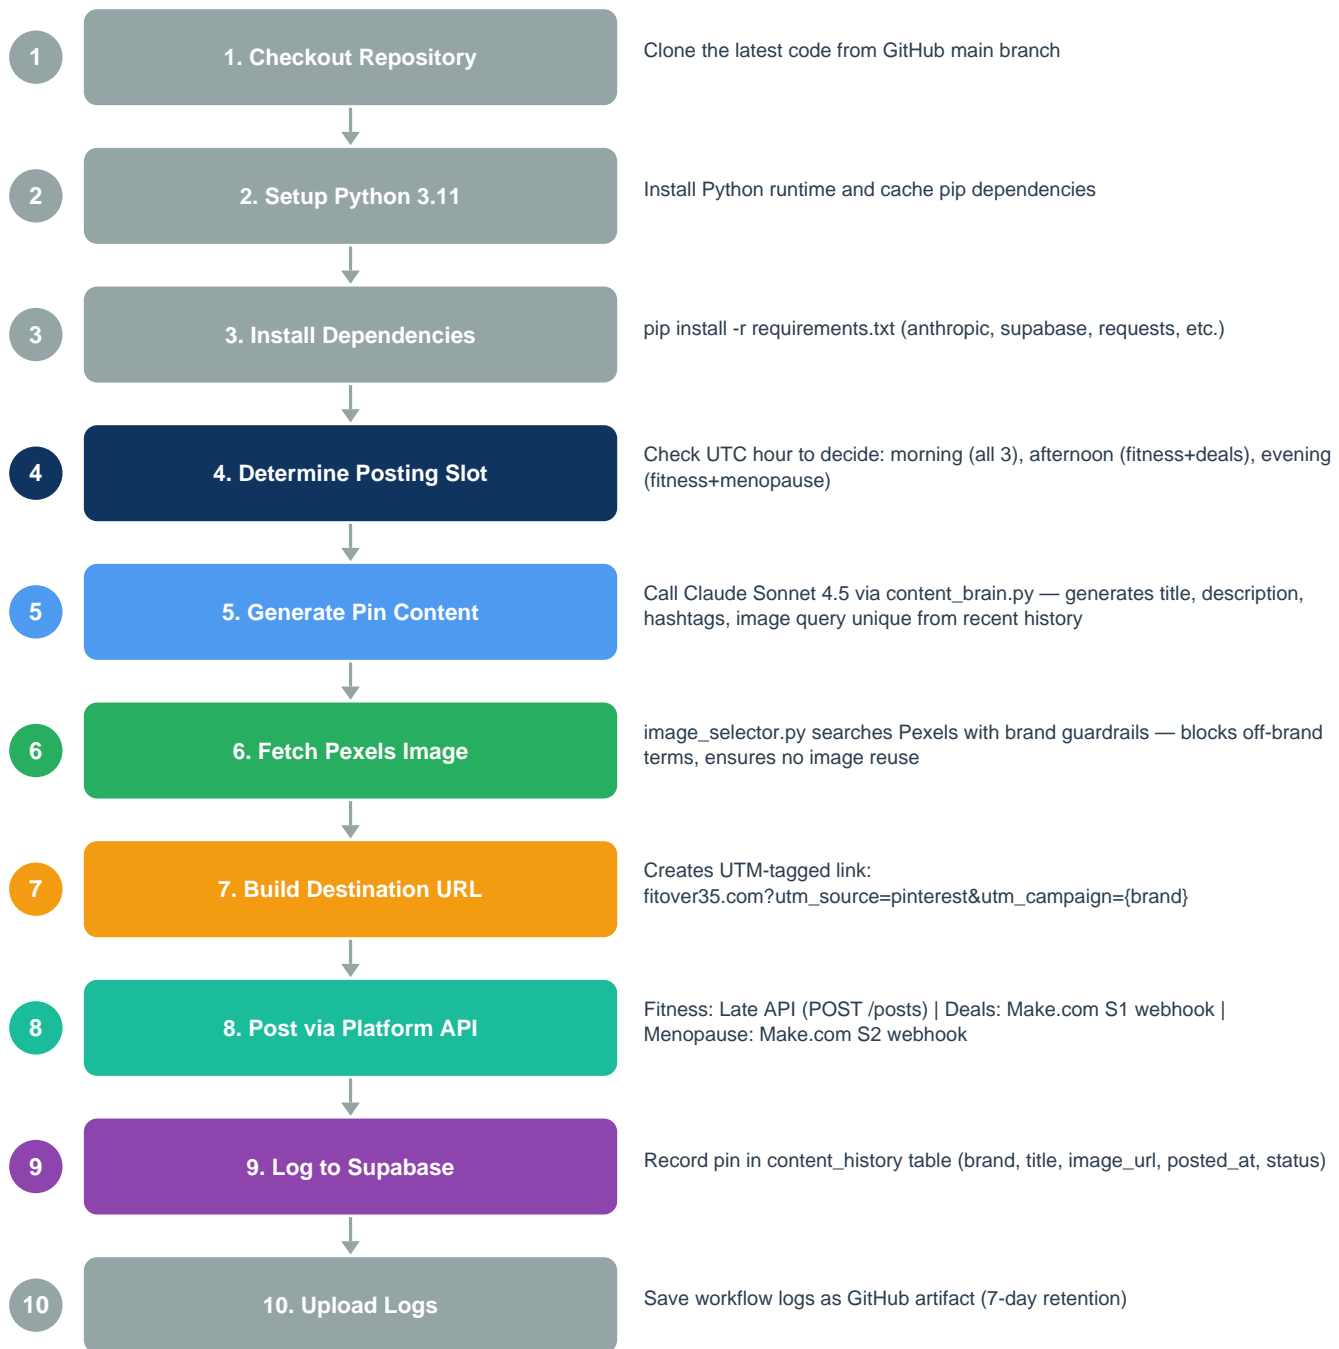 1
1. Checkout Repository
Clone the latest code from GitHub main branch
2
2. Setup Python 3.11
Install Python runtime and cache pip dependencies
3
3. Install Dependencies
pip install -r requirements.txt (anthropic, supabase, requests, etc.)
4
4. Determine Posting Slot
Check UTC hour to decide: morning (all 3), afternoon (fitness+deals), evening
(fitness+menopause)
5
5. Generate Pin Content
Call Claude Sonnet 4.5 via content_brain.py — generates title, description,
hashtags, image query unique from recent history
6
6. Fetch Pexels Image
image_selector.py searches Pexels with brand guardrails — blocks off-brand
terms, ensures no image reuse
7
7. Build Destination URL
Creates UTM-tagged link:
fitover35.com?utm_source=pinterest&utm_campaign={brand}
8
8. Post via Platform API
Fitness: Late API (POST /posts) | Deals: Make.com S1 webhook |
Menopause: Make.com S2 webhook
9
9. Log to Supabase
Record pin in content_history table (brand, title, image_url, posted_at, status)
10
10. Upload Logs
Save workflow logs as GitHub artifact (7-day retention)